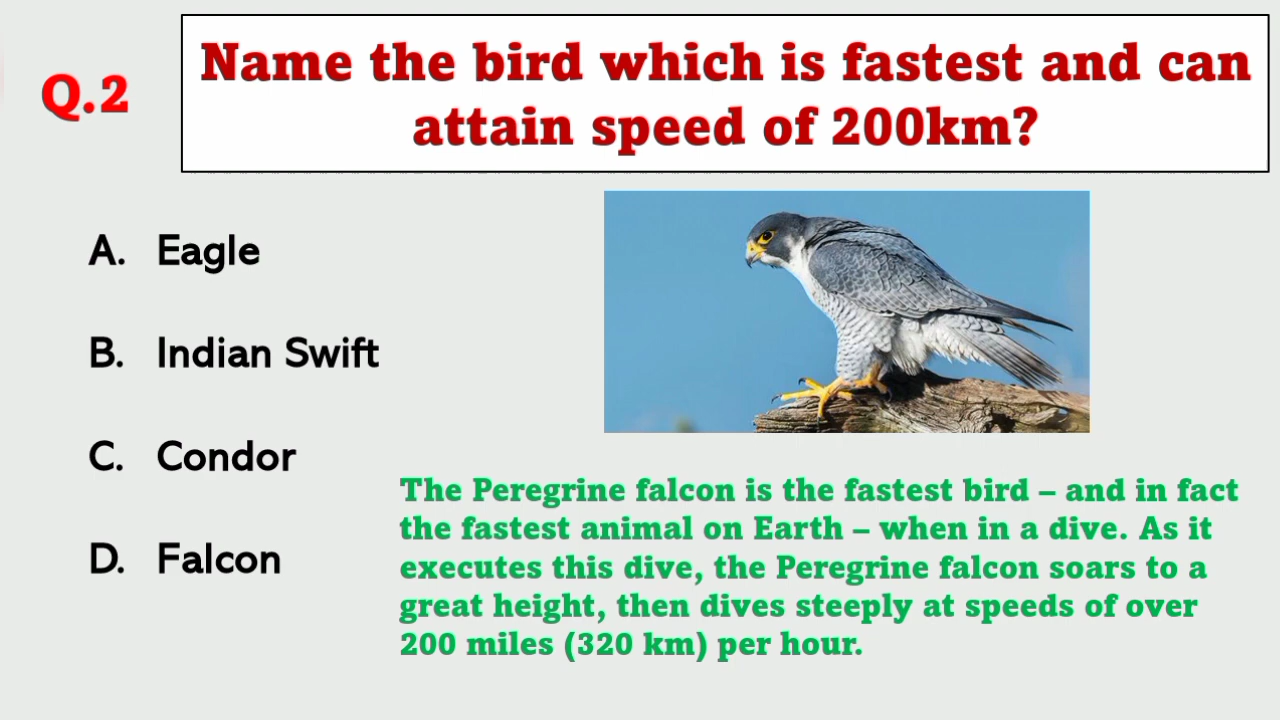 Q.2
Name the bird which is fastest and can
attain speed of 200km?
A. Eagle
B. Indian Swift
C. Condor
D. Falcon
The Peregrine falcon is the fastest bird – and in fact
the fastest animal on Earth – when in a dive. As it
executes this dive, the Peregrine falcon soars to a
great height, then dives steeply at speeds of over
200 miles (320 km) per hour.